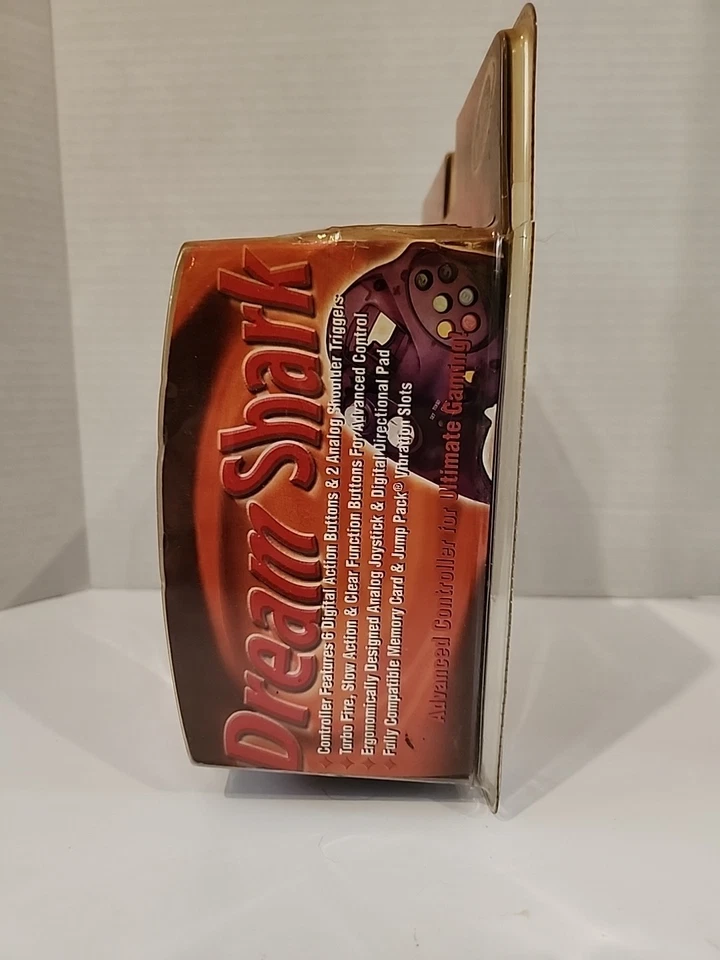 Dream Shark
Controller Features 6 Digital Action Buttons & 2 Analog Shoulder Triggers
Turbo Fire, Slow Action & Clear Function Buttons For Advanced Control
Ergonomically Designed Analog Joystick & Digital Directional Pad
Fully Compatible Memory Card & Jump Pack® Vibration Slots
Advanced Controller for Ultimate Gaming!